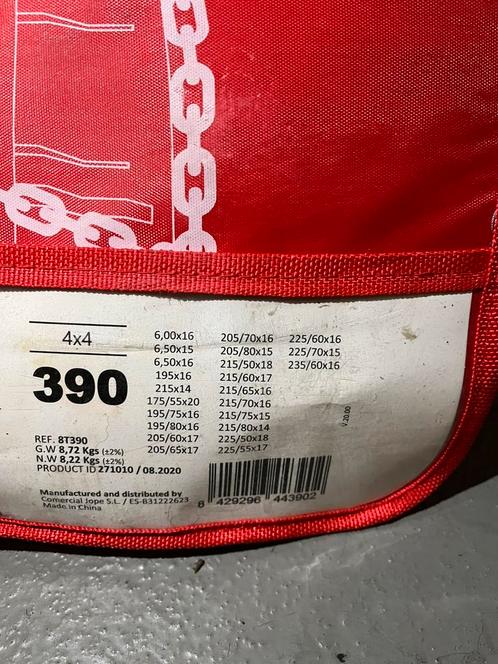 4x4
390
REF. 8T390
G.W 8,72 Kgs (±2%)
N.W 8,22 Kgs (±2%)
PRODUCT ID 271010 / 08.2020
Manufactured and distributed by
Comercial Jope S.L. / ES-B31222623
Made in China
6,00x16
6,50x15
6,50x16
195x16
215x14
175/55x20
195/75x16
195/80x16
205/60x17
205/65x17
205/70x16
205/80x15
215/50x18
215/60x17
215/65x16
215/70x16
215/75x15
215/80x14
225/50x18
225/55x17
225/60x16
225/70x15
235/60x16
V.20.00
8 429296 443902